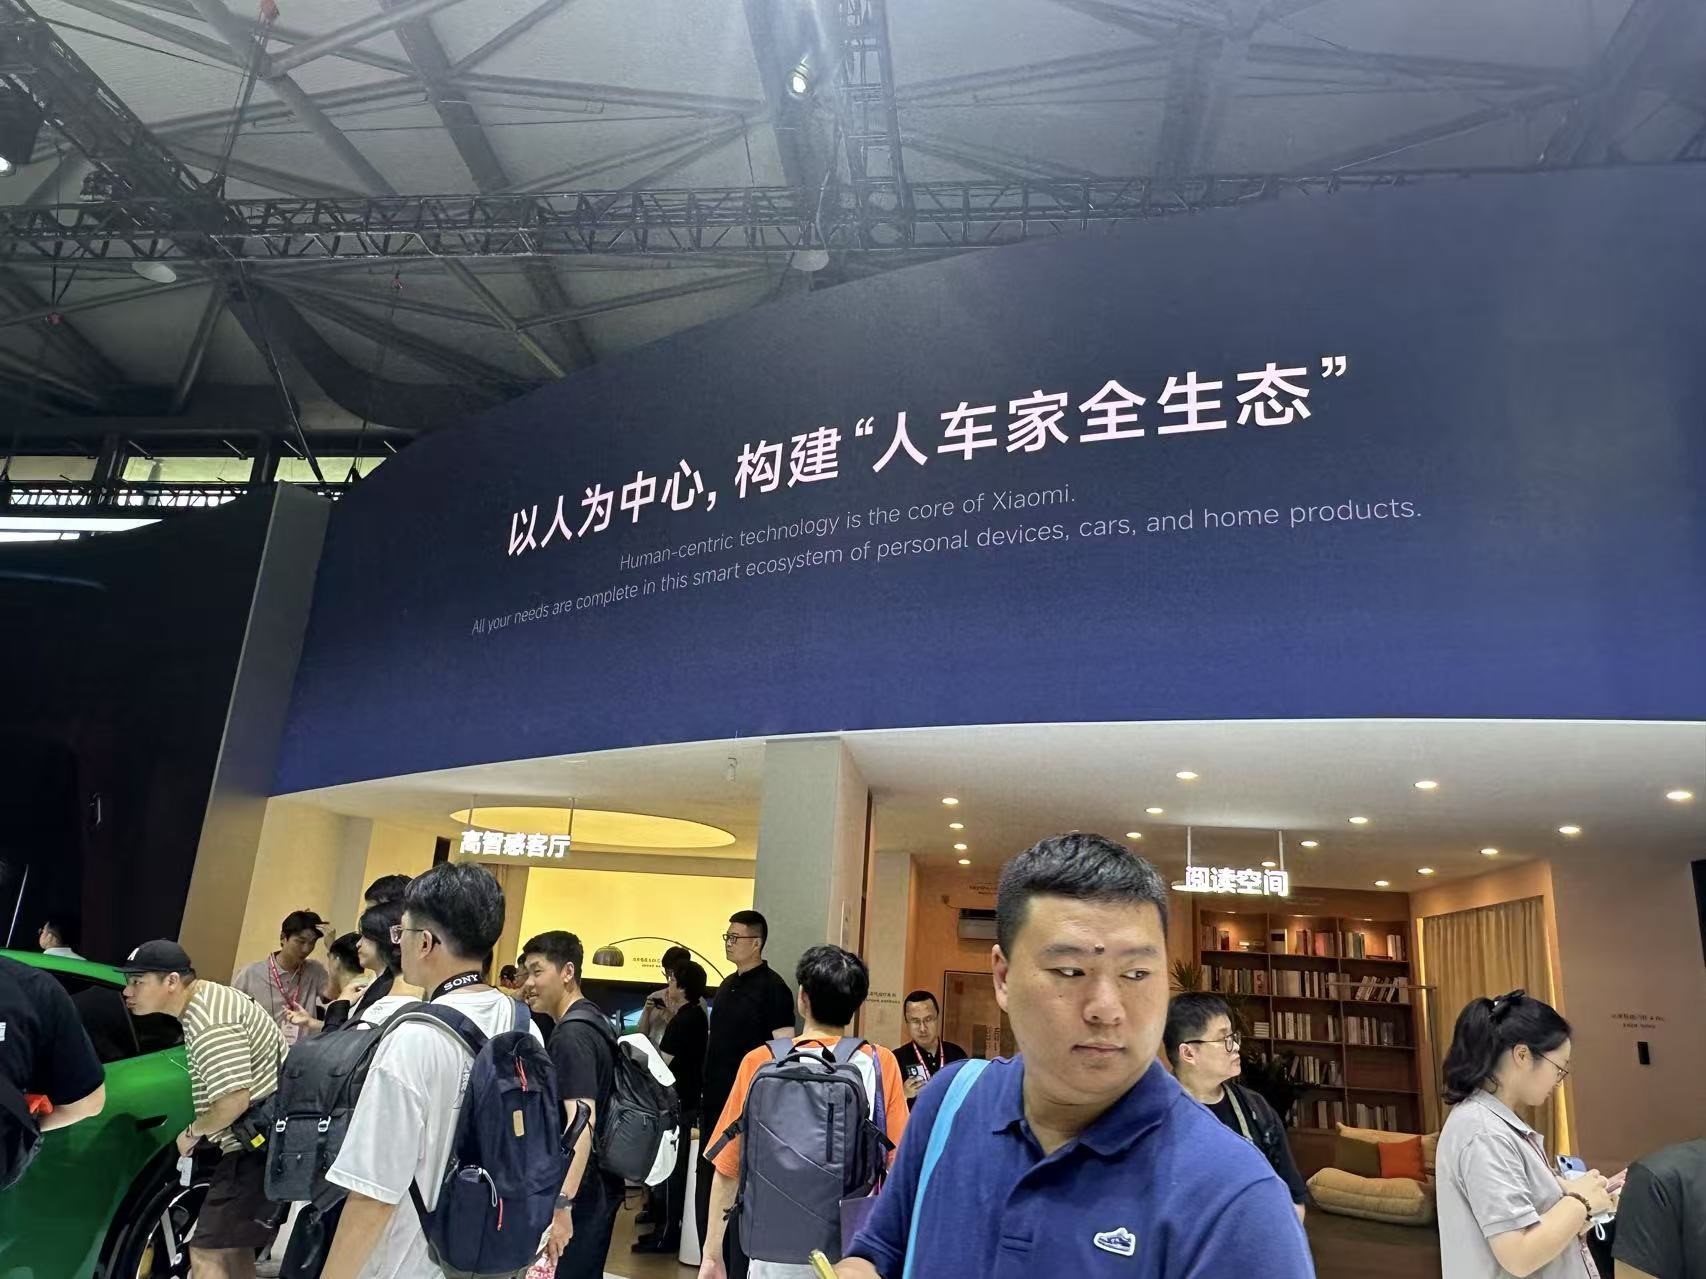 以人为中心，构建“人车家全生态”
Human-centric technology is the core of Xiaomi.
All your needs are complete in this smart ecosystem of personal devices, cars, and home products.
高智感客厅
阅读空间
SONY